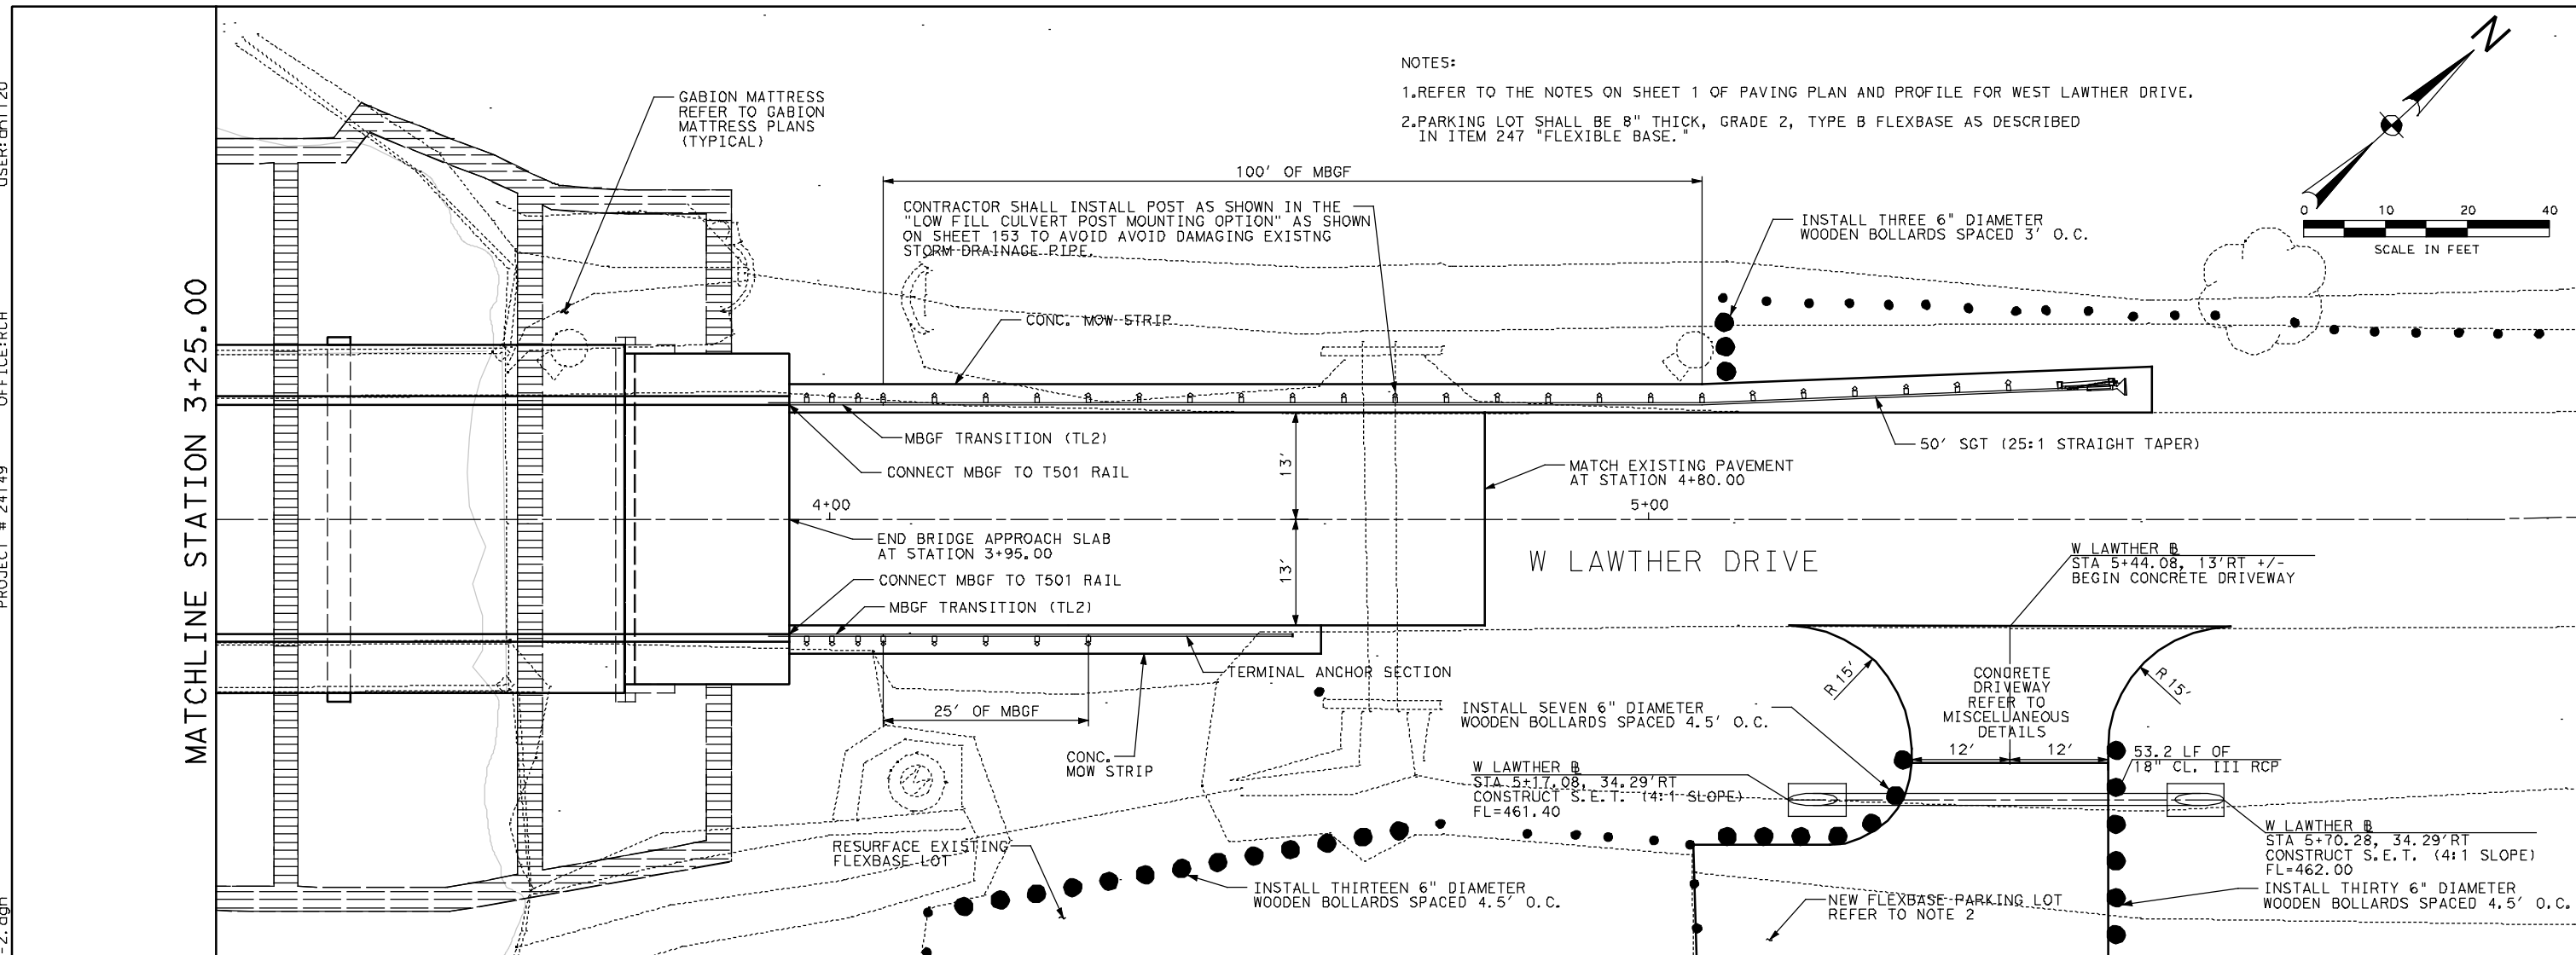 USER:
OFFICE:RCH
PROJECT # 24149
-2.dgn
MATCHLINE STATION 3+25.00
GABION MATTRESS
REFER TO GABION
MATTRESS PLANS
(TYPICAL)
NOTES:
1.REFER TO THE NOTES ON SHEET 1 OF PAVING PLAN AND PROFILE FOR WEST LAWTHER DRIVE.
2.PARKING LOT SHALL BE 8" THICK, GRADE 2, TYPE B FLEXBASE AS DESCRIBED
IN ITEM 247 "FLEXIBLE BASE."
N
0 10 20 40
SCALE IN FEET
100' OF MBGF
CONTRACTOR SHALL INSTALL POST AS SHOWN IN THE
"LOW FILL CULVERT POST MOUNTING OPTION" AS SHOWN
ON SHEET 153 TO AVOID AVOID DAMAGING EXISTNG
STORM DRAINAGE PIPE.
INSTALL THREE 6" DIAMETER
WOODEN BOLLARDS SPACED 3' O.C.
CONC. MOW STRIP
MBGF TRANSITION (TL2)
CONNECT MBGF TO T501 RAIL
13'
50' SGT (25:1 STRAIGHT TAPER)
MATCH EXISTING PAVEMENT
AT STATION 4+80.00
4+00
5+00
END BRIDGE APPROACH SLAB
AT STATION 3+95.00
W LAWTHER DRIVE
13'
CONNECT MBGF TO T501 RAIL
MBGF TRANSITION (TL2)
W LAWTHER B
STA 5+44.08, 13'RT +/-
BEGIN CONCRETE DRIVEWAY
TERMINAL ANCHOR SECTION
25' OF MBGF
CONC.
MOW STRIP
R 15'
CONCRETE
DRIVEWAY
REFER TO
MISCELLANEOUS
DETAILS
R 15'
12' 12'
INSTALL SEVEN 6" DIAMETER
WOODEN BOLLARDS SPACED 4.5' O.C.
53.2 LF OF
18" CL. III RCP
W LAWTHER B
STA 5+17.08, 34.29'RT
CONSTRUCT S.E.T. (4:1 SLOPE)
FL=461.40
W LAWTHER B
STA 5+70.28, 34.29'RT
CONSTRUCT S.E.T. (4:1 SLOPE)
FL=462.00
RESURFACE EXISTING
FLEXBASE LOT
INSTALL THIRTEEN 6" DIAMETER
WOODEN BOLLARDS SPACED 4.5' O.C.
NEW FLEXBASE PARKING LOT
REFER TO NOTE 2
INSTALL THIRTY 6" DIAMETER
WOODEN BOLLARDS SPACED 4.5' O.C.